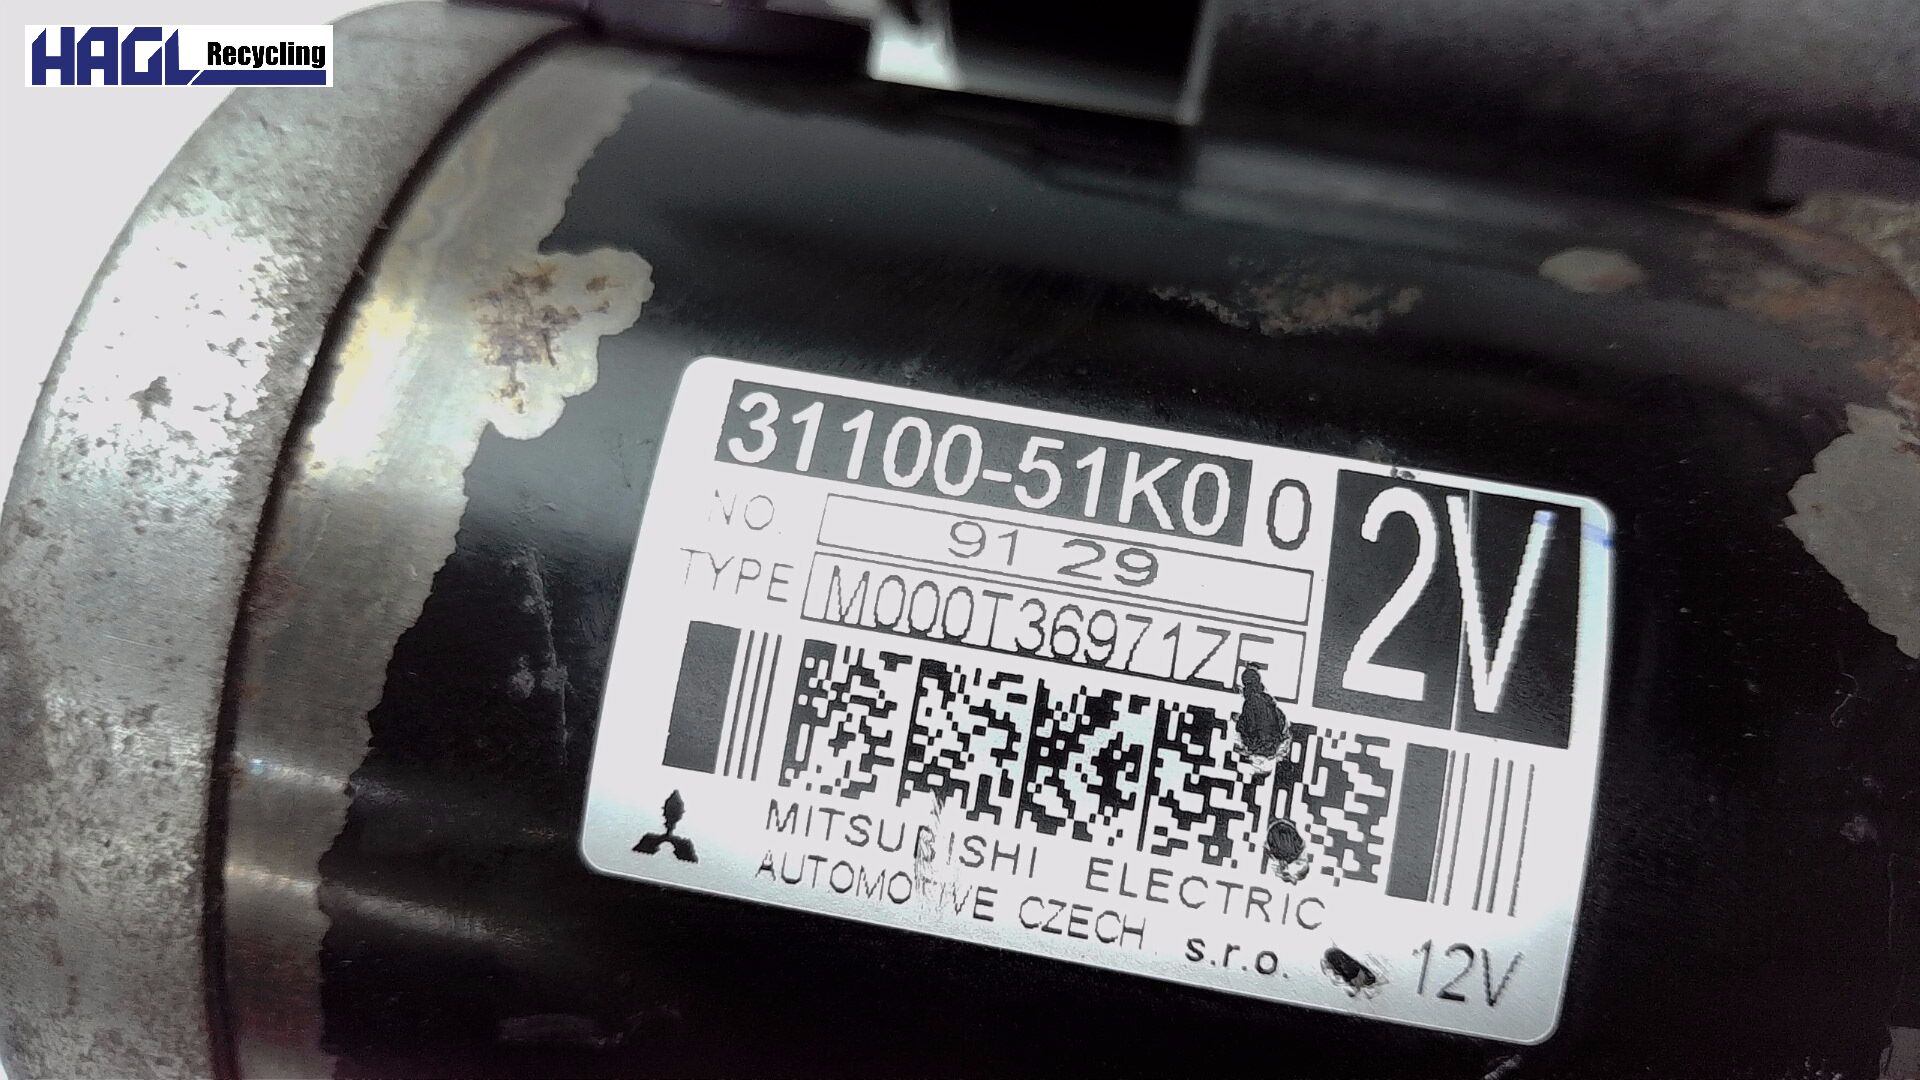 HAGL Recycling
31100-51K0 0
2V
NO. 91 29
TYPE M000T36971ZE
MITSUBISHI ELECTRIC
AUTOMOTIVE CZECH s.r.o.
12V